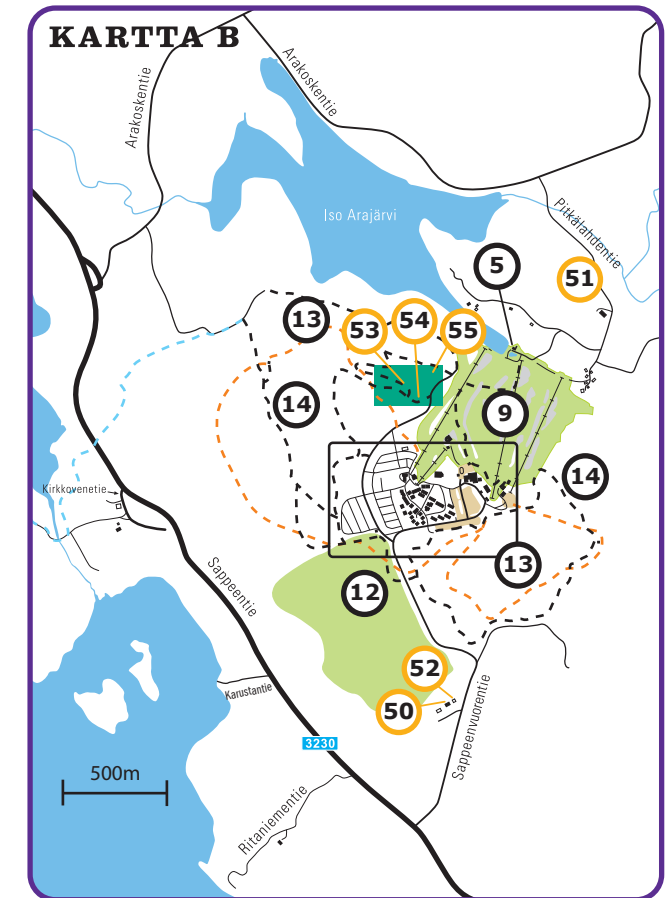 KARTTA B
Arakoskentie
Arakoskentie
Iso Arajärvi
Pitkälahdentie
5
51
13
53
54
55
14
9
14
Kirkkovenetie
13
12
Sappeentie
52
Karustantie
50
3230
Sappeenvuorentie
500m
Ritaniementie